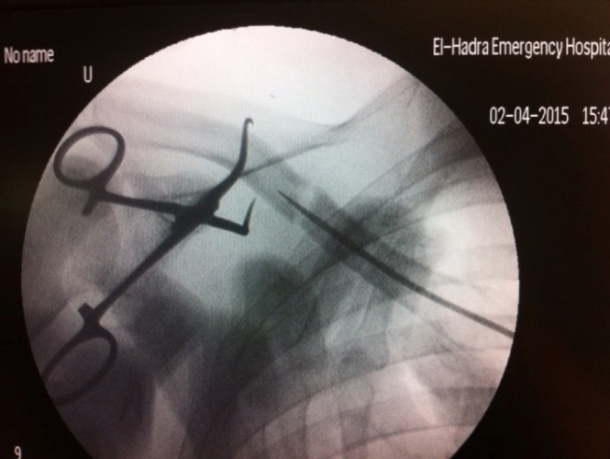 No name
El-Hadra Emergency Hospita
U
02-04-2015 15:47
9